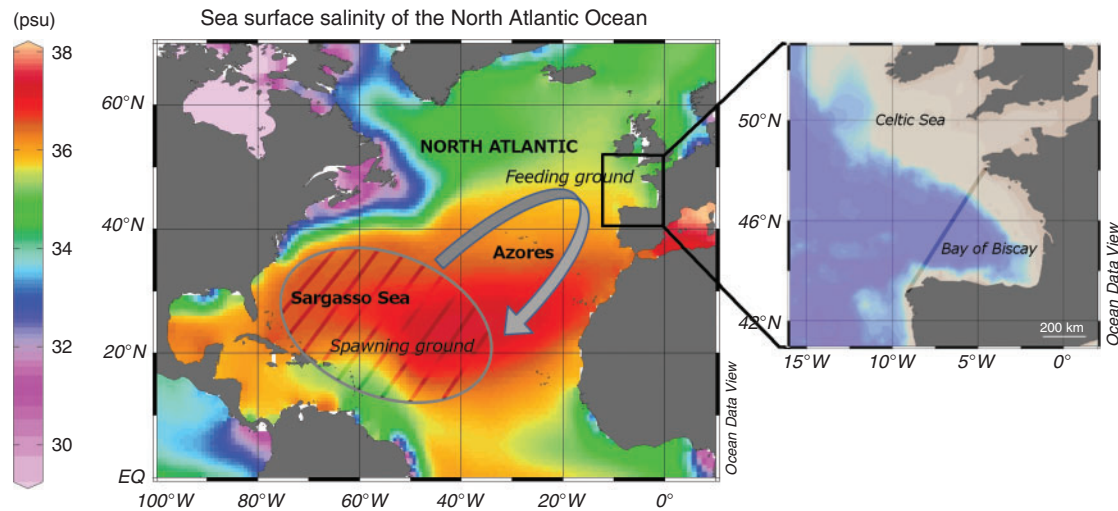 Sea surface salinity of the North Atlantic Ocean
(psu)
38
36
34
32
30
60°N
40°N
20°N
EQ
100°W
80°W
60°W
40°W
20°W
0°
NORTH ATLANTIC
Feeding ground
Azores
Sargasso Sea
Spawning ground
Ocean Data View
50°N
46°N
42°N
15°W
10°W
5°W
0°
Celtic Sea
Bay of Biscay
200 km
Ocean Data View